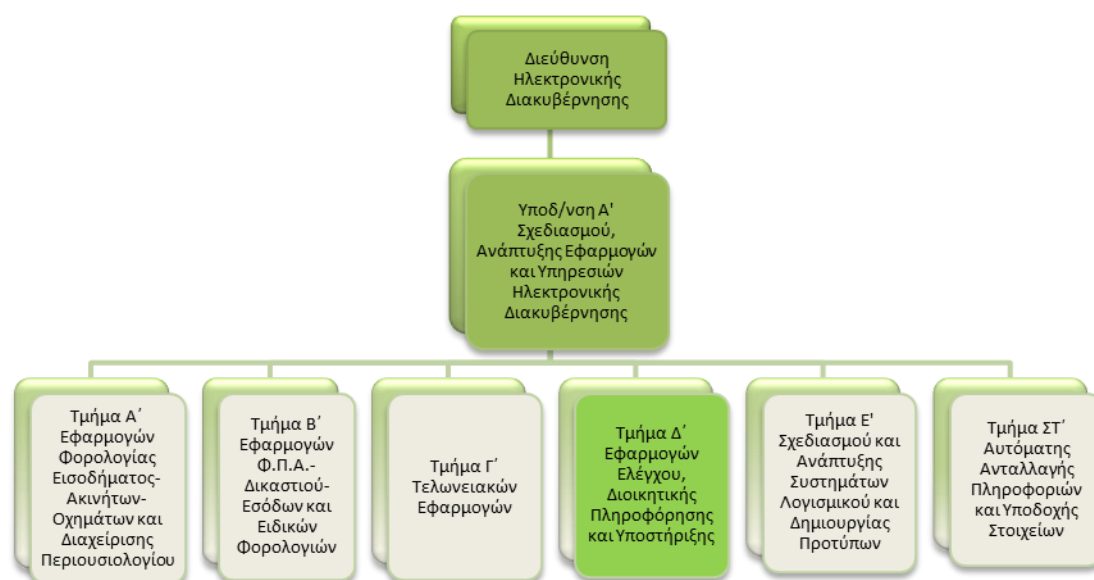 Διεύθυνση
Ηλεκτρονικής
Διακυβέρνησης
Υποδ/νση Α'
Σχεδιασμού,
Ανάπτυξης Εφαρμογών
και Υπηρεσιών
Ηλεκτρονικής
Διακυβέρνησης
Τμήμα Α΄
Εφαρμογών
Φορολογίας
Εισοδήματος-
Ακινήτων-
Οχημάτων και
Διαχείρισης
Περιουσιολογίου
Τμήμα Β΄
Εφαρμογών
Φ.Π.Α.-
Δικαστιού-
Εσόδων και
Ειδικών
Φορολογιών
Τμήμα Γ΄
Τελωνειακών
Εφαρμογών
Τμήμα Δ΄
Εφαρμογών
Ελέγχου,
Διοικητικής
Πληροφόρησης
και Υποστήριξης
Τμήμα Ε'
Σχεδιασμού και
Ανάπτυξης
Συστημάτων
Λογισμικού και
Δημιουργίας
Προτύπων
Τμήμα ΣΤ΄
Αυτόματης
Ανταλλαγής
Πληροφοριών
και Υποδοχής
Στοιχείων